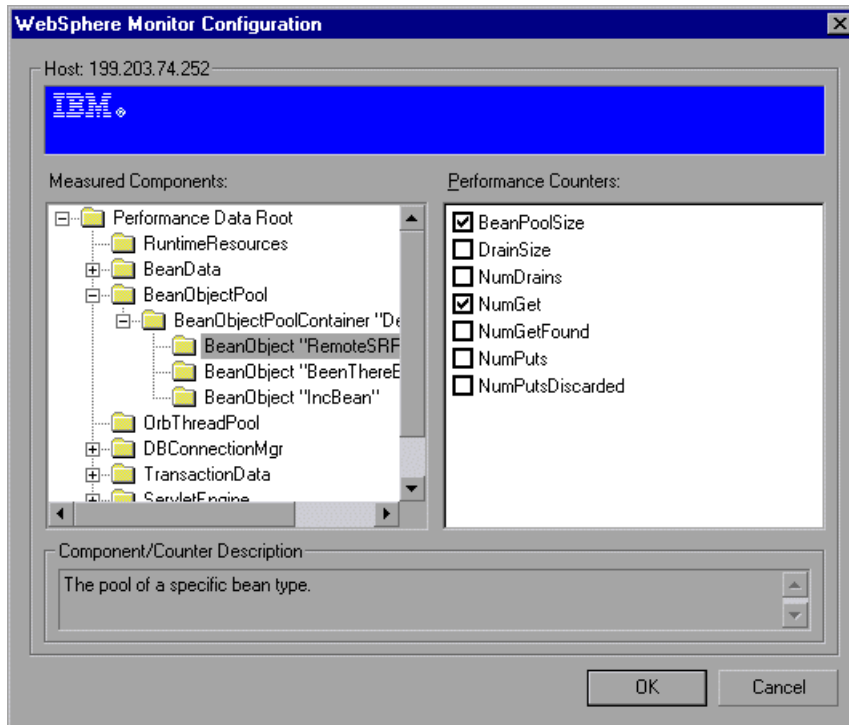 WebSphere Monitor Configuration
Host: 199.203.74.252
IBM®
Measured Components:
Performance Data Root
RuntimeResources
BeanData
BeanObjectPool
BeanObjectPoolContainer "De
BeanObject "RemoteSRF
BeanObject "BeenThereE
BeanObject "IncBean"
OrbThreadPool
DBConnectionMgr
TransactionData
ServletEngine
Performance Counters:
BeanPoolSize
DrainSize
NumDrains
NumGet
NumGetFound
NumPuts
NumPutsDiscarded
Component/Counter Description
The pool of a specific bean type.
OK
Cancel